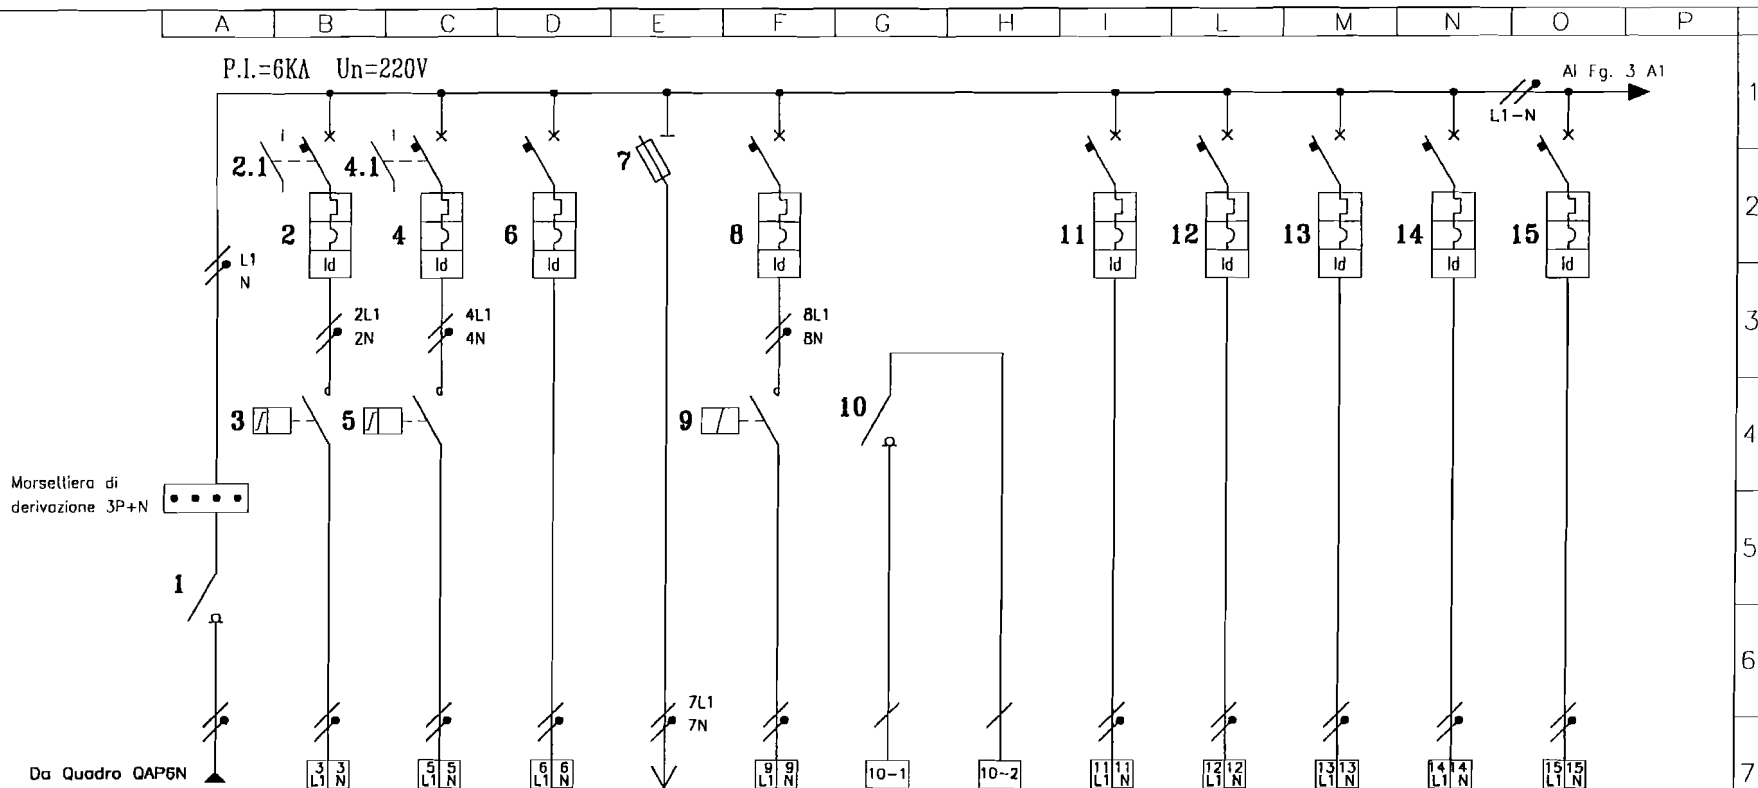 A B C D E F G H I L M N O P
P.I.=6KA Un=220V
Al Fg. 3 A1
1
L1-N
2.1 4.1 7
2
2 4 6 8 11 12 13 14 15
Id Id Id Id Id Id Id Id Id
L1
N
2L1 4L1 8L1
2N 4N 8N
3
3 5 9 10
4
Morsettiera di
derivazione 3P+N
5
1
6
7L1
7N
Da Quadro QAP6N
3 3 5 5 6 6 9 9 10-1 10-2 11 11 12 12 13 13 14 14 15 15
L1 N L1 N L1 N L1 N L1 N L1 N L1 N L1 N L1 N
7